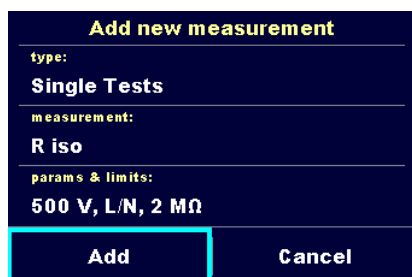 Add new measurement
type:
Single Tests
measurement:
R iso
params & limits:
500 V, L/N, 2 MΩ
Add Cancel